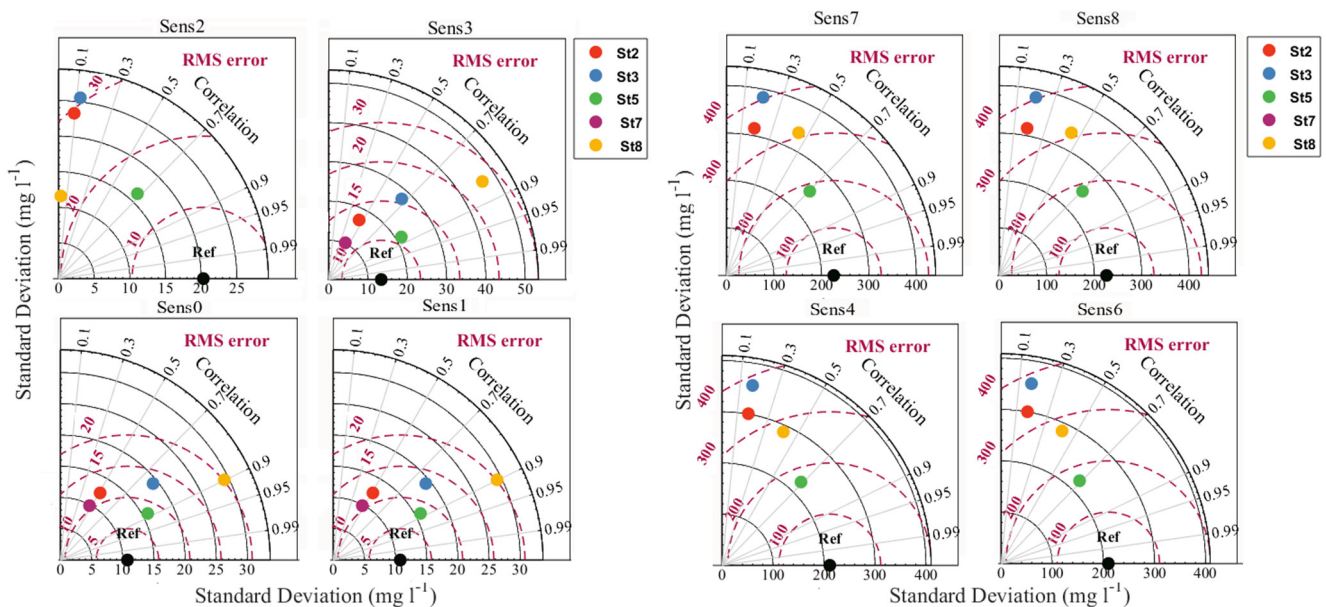 Sens2
RMS error
Correlation
0.1
0.3
0.5
0.7
0.9
0.95
0.99
30
20
10
Ref
0 5 10 15 20 25
Sens3
RMS error
Correlation
0.1
0.3
0.5
0.7
0.9
0.95
0.99
30
20
15
10
Ref
0 10 20 30 40 50
St2
St3
St5
St7
St8
Sens0
RMS error
Correlation
0.1
0.3
0.5
0.7
0.9
0.95
0.99
20
15
10
5
Ref
0 5 10 15 20 25 30
Sens1
RMS error
Correlation
0.1
0.3
0.5
0.7
0.9
0.95
0.99
20
15
10
5
Ref
0 5 10 15 20 25 30
Standard Deviation (mg l⁻¹)
Standard Deviation (mg l⁻¹)
Sens7
RMS error
Correlation
0.1
0.3
0.5
0.7
0.9
0.95
0.99
400
300
200
100
Ref
0 100 200 300 400
Sens8
RMS error
Correlation
0.1
0.3
0.5
0.7
0.9
0.95
0.99
400
300
200
100
Ref
0 100 200 300 400
St2
St3
St5
St7
St8
Sens4
RMS error
Correlation
0.1
0.3
0.5
0.7
0.9
0.95
0.99
400
300
200
100
Ref
0 100 200 300 400
Sens6
RMS error
Correlation
0.1
0.3
0.5
0.7
0.9
0.95
0.99
400
300
200
100
Ref
0 100 200 300 400
Standard Deviation (mg l⁻¹)
Standard Deviation (mg l⁻¹)